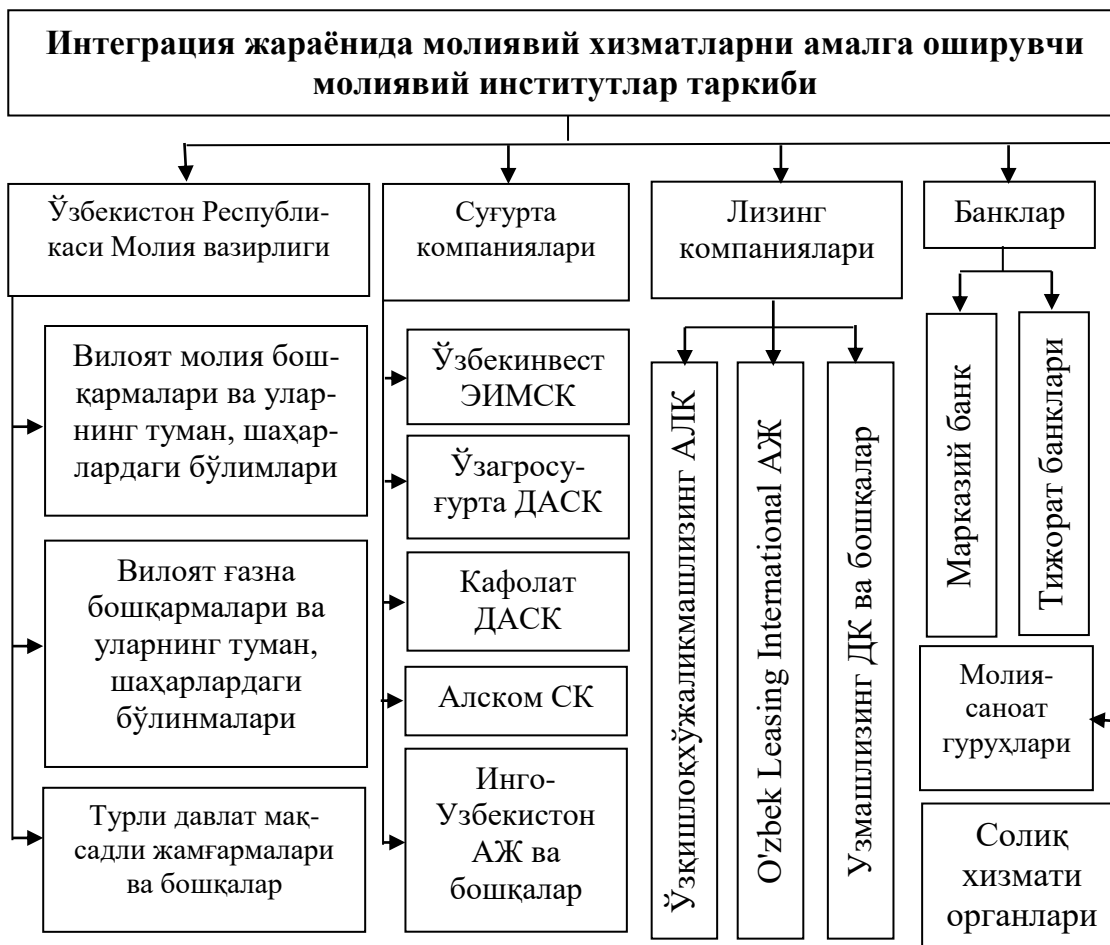 Интеграция жараёнида молиявий хизматларни амалга оширувчи
молиявий институтлар таркиби
Ўзбекистон Республи-
каси Молия вазирлиги
Вилоят молия бош-
қармалари ва улар-
нинг туман, шаҳар-
лардаги бўлимлари
Вилоят ғазна
бошқармалари ва
уларнинг туман,
шаҳарлардаги
бўлинмалари
Турли давлат мақ-
садли жамғармалари
ва бошқалар
Суғурта
компаниялари
Ўзбекинвест
ЭИМСК
Ўзагросу-
ғурта ДАСК
Кафолат
ДАСК
Алском СК
Инго-
Узбекистон
АЖ ва
бошқалар
Лизинг
компаниялари
Ўзқишлоқхўжаликмашлизинг АЛК
O'zbek Leasing International АЖ
Узмашлизинг ДК ва бошқалар
Банклар
Марказий банк
Тижорат банклари
Молия-
саноат
гуруҳлари
Солиқ
хизмати
органлари